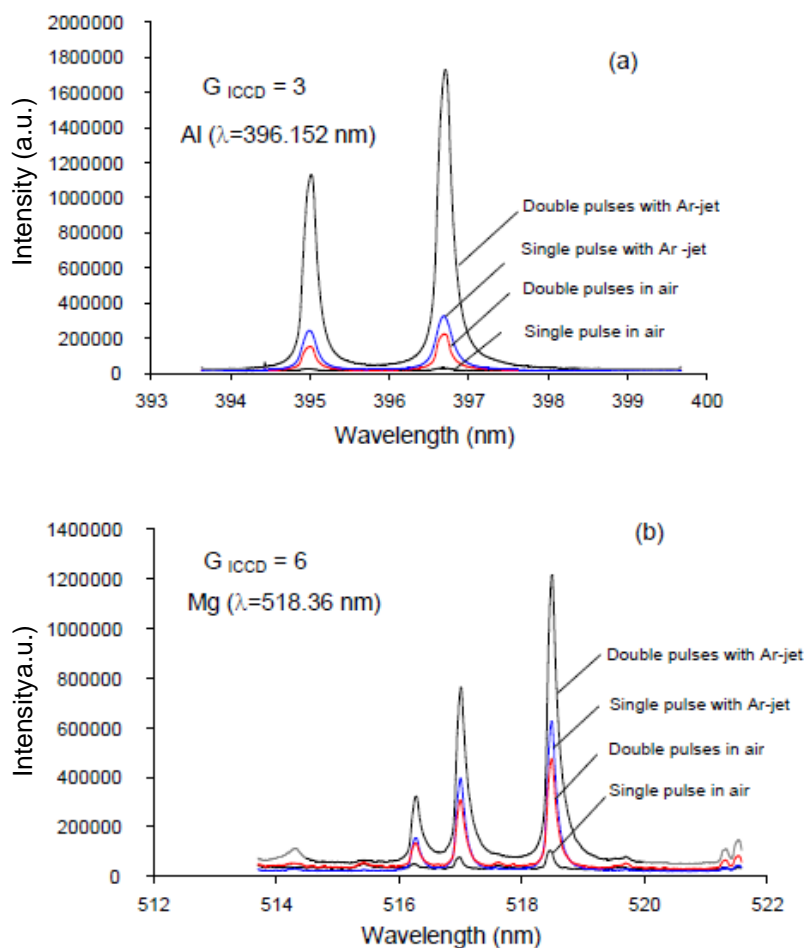 2000000
1800000
1600000
1400000
1200000
1000000
800000
600000
400000
200000
0
Intensity (a.u.)
(a)
G ICCD = 3
Al (λ=396.152 nm)
Double pulses with Ar-jet
Single pulse with Ar -jet
Double pulses in air
Single pulse in air
393 394 395 396 397 398 399 400
Wavelength (nm)
1400000
1200000
1000000
800000
600000
400000
200000
0
Intensitya.u.)
(b)
G ICCD = 6
Mg (λ=518.36 nm)
Double pulses with Ar-jet
Single pulse with Ar-jet
Double pulses in air
Single pulse in air
512 514 516 518 520 522
Wavelength (nm)